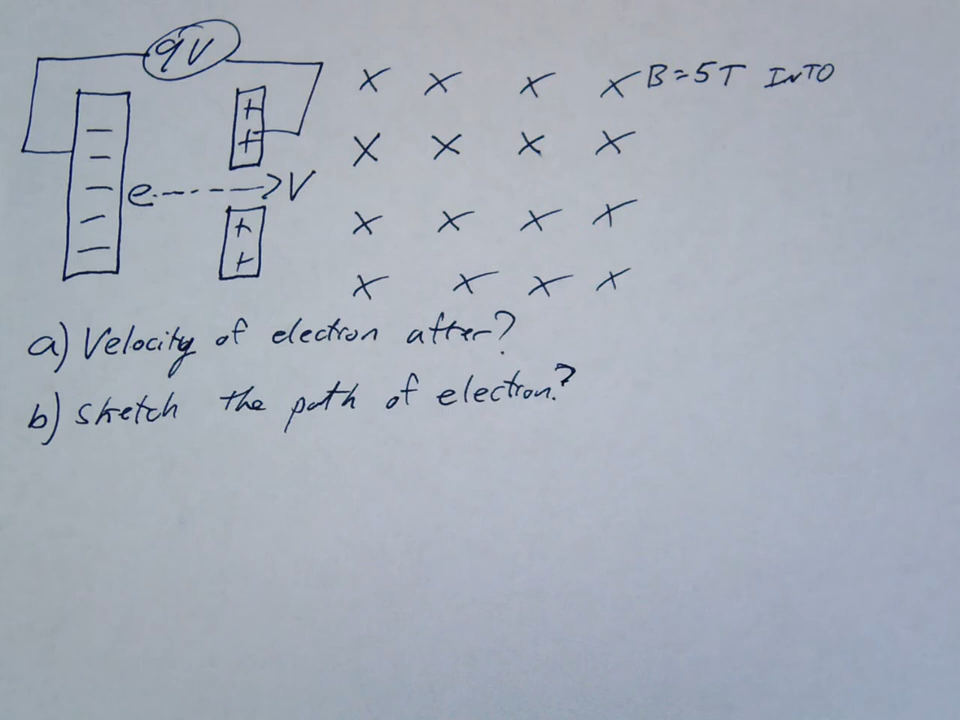 9V
B = 5T INTO
e V
a) Velocity of electron after?
b) Sketch the path of electron?